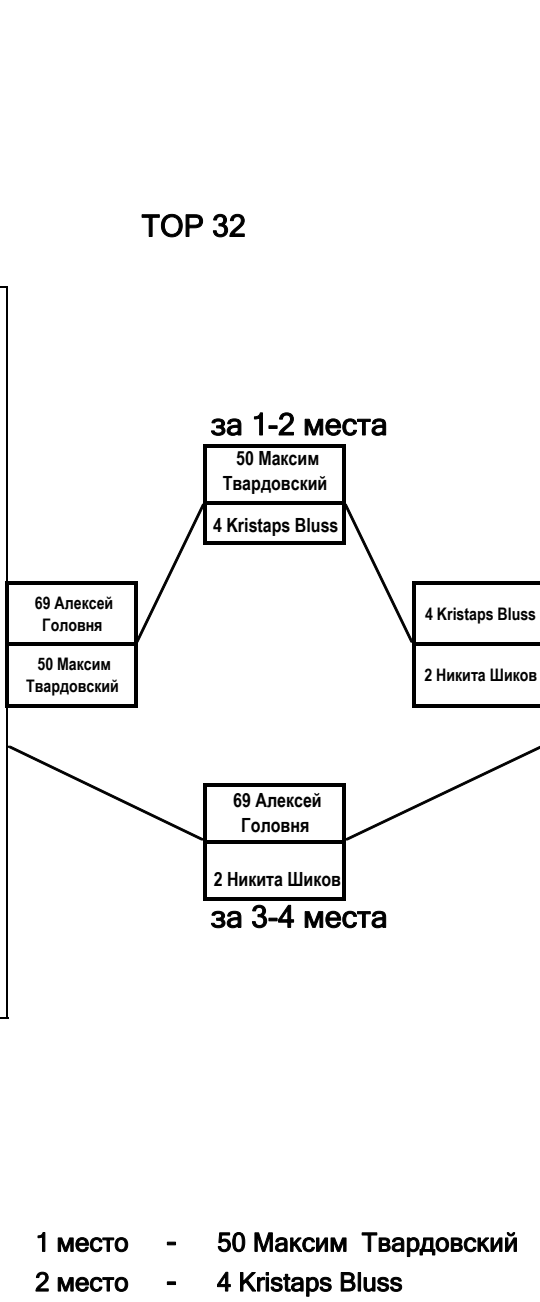 TOP 32
за 1-2 места
50 Максим
Твардовский
4 Kristaps Bluss
69 Алексей
Головня
50 Максим
Твардовский
4 Kristaps Bluss
2 Никита Шиков
69 Алексей
Головня
2 Никита Шиков
за 3-4 места
1 место - 50 Максим Твардовский
2 место - 4 Kristaps Bluss